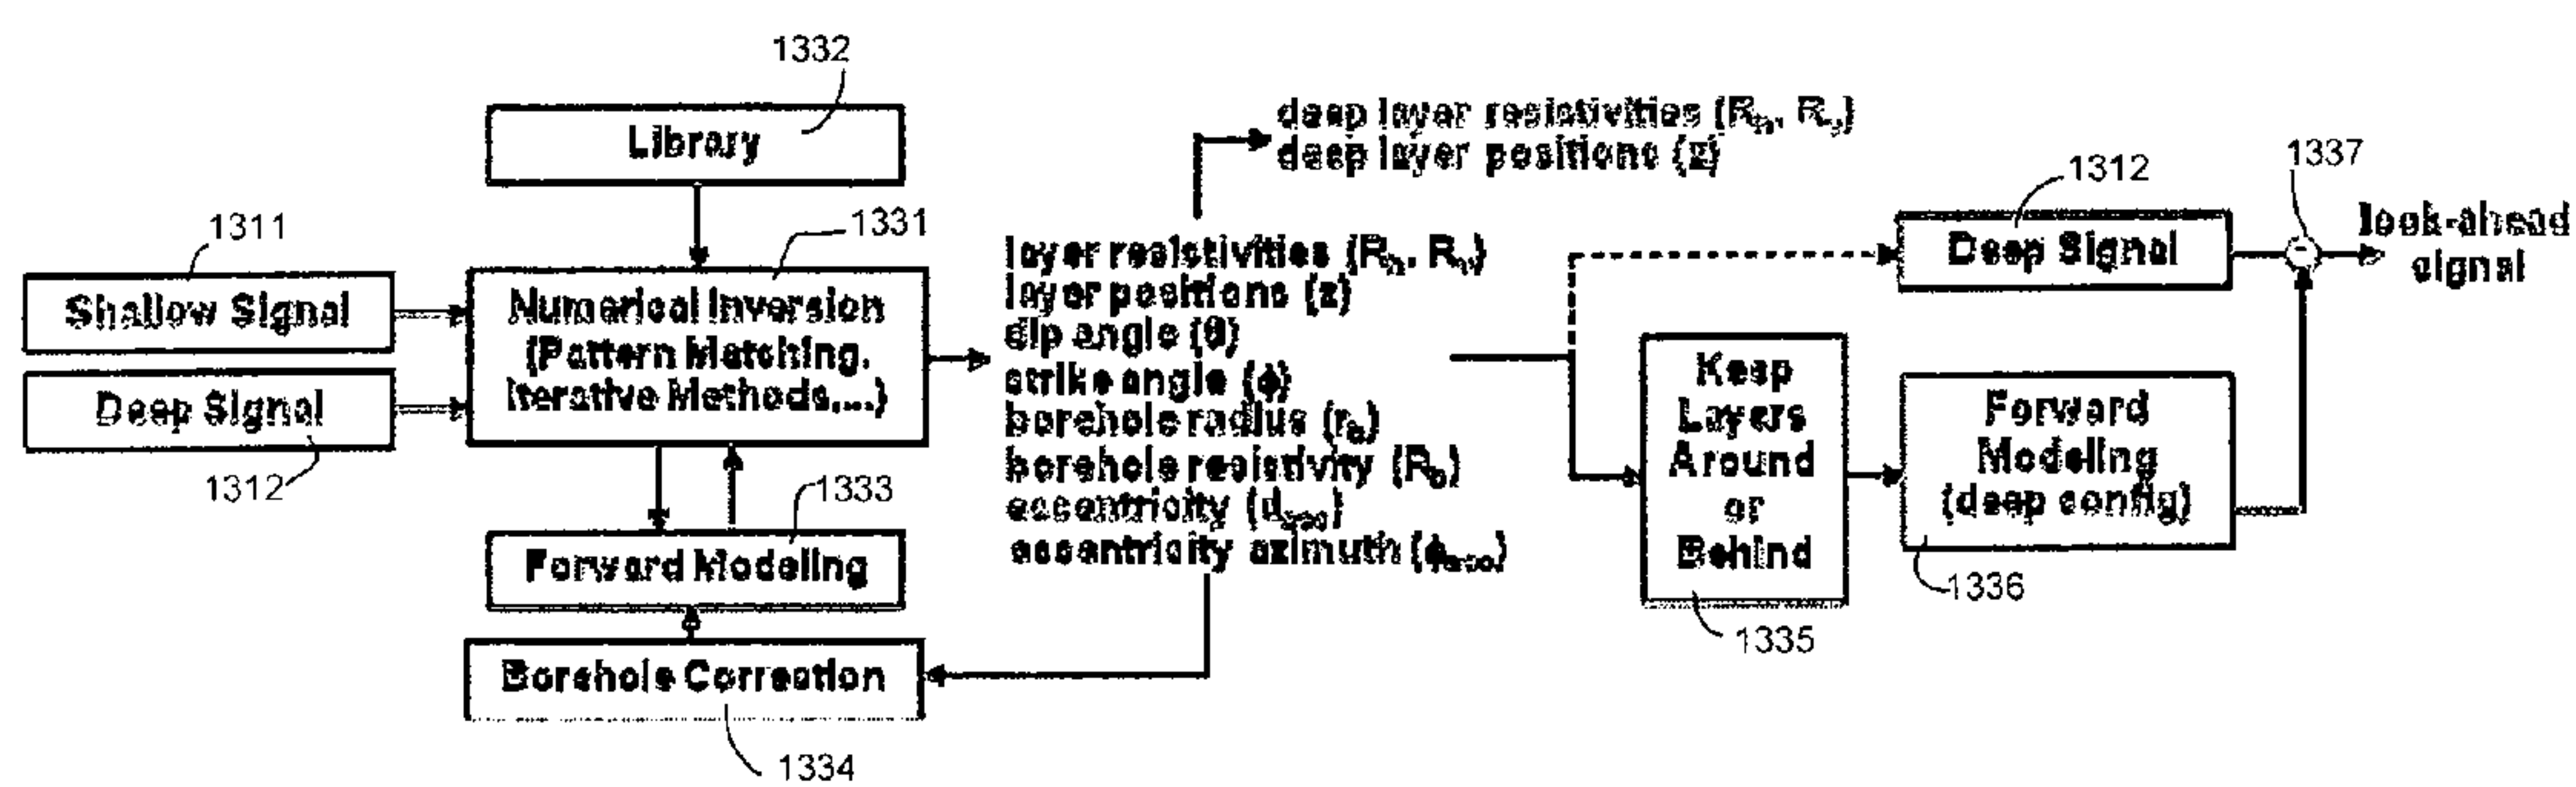 1332
Library
1311
1331
Shallow Signal
Deep Signal
1312
Numerical Inversion
(Pattern Matching,
Iterative Methods,...)
1333
Forward Modeling
Borehole Correction
1334
deep layer resistivities (Rh, Rv)
deep layer positions (z)
layer resistivities (Rh, Rv)
layer positions (z)
dip angle (θ)
strike angle (ϕ)
borehole radius (rb)
borehole resistivity (Rb)
eccentricity (decc)
eccentricity azimuth (ϕecc)
Keep
Layers
Around
or
Behind
1335
1312
Deep Signal
Forward
Modeling
(deep config)
1336
1337
-
look-ahead
signal